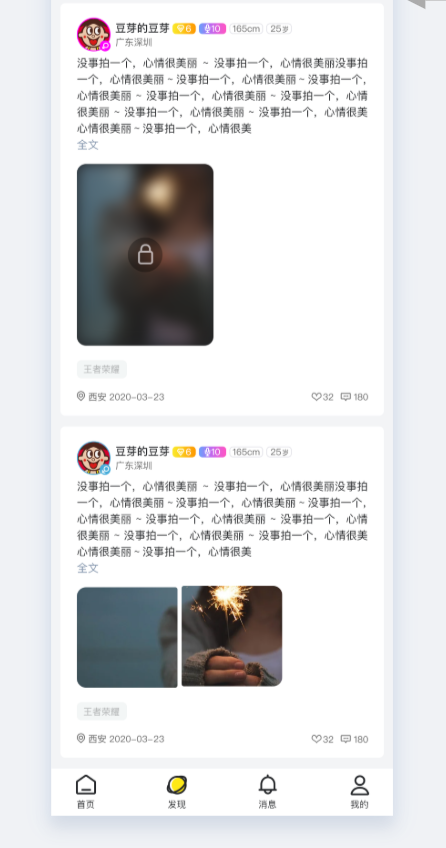 豆芽的豆芽 6 10 165cm 25岁
广东深圳
没事拍一个，心情很美丽 ~ 没事拍一个，心情很美丽没事拍
一个，心情很美丽 ~ 没事拍一个，心情很美丽 ~ 没事拍一个，
心情很美丽 ~ 没事拍一个，心情很美丽 ~ 没事拍一个，心情
很美丽 ~ 没事拍一个，心情很美丽 ~ 没事拍一个，心情很美
心情很美丽 ~ 没事拍一个，心情很美
全文
王者荣耀
西安 2020-03-23 32 180
豆芽的豆芽 6 10 165cm 25岁
广东深圳
没事拍一个，心情很美丽 ~ 没事拍一个，心情很美丽没事拍
一个，心情很美丽 ~ 没事拍一个，心情很美丽 ~ 没事拍一个，
心情很美丽 ~ 没事拍一个，心情很美丽 ~ 没事拍一个，心情
很美丽 ~ 没事拍一个，心情很美丽 ~ 没事拍一个，心情很美
心情很美丽 ~ 没事拍一个，心情很美
全文
王者荣耀
西安 2020-03-23 32 180
首页 发现 消息 我的